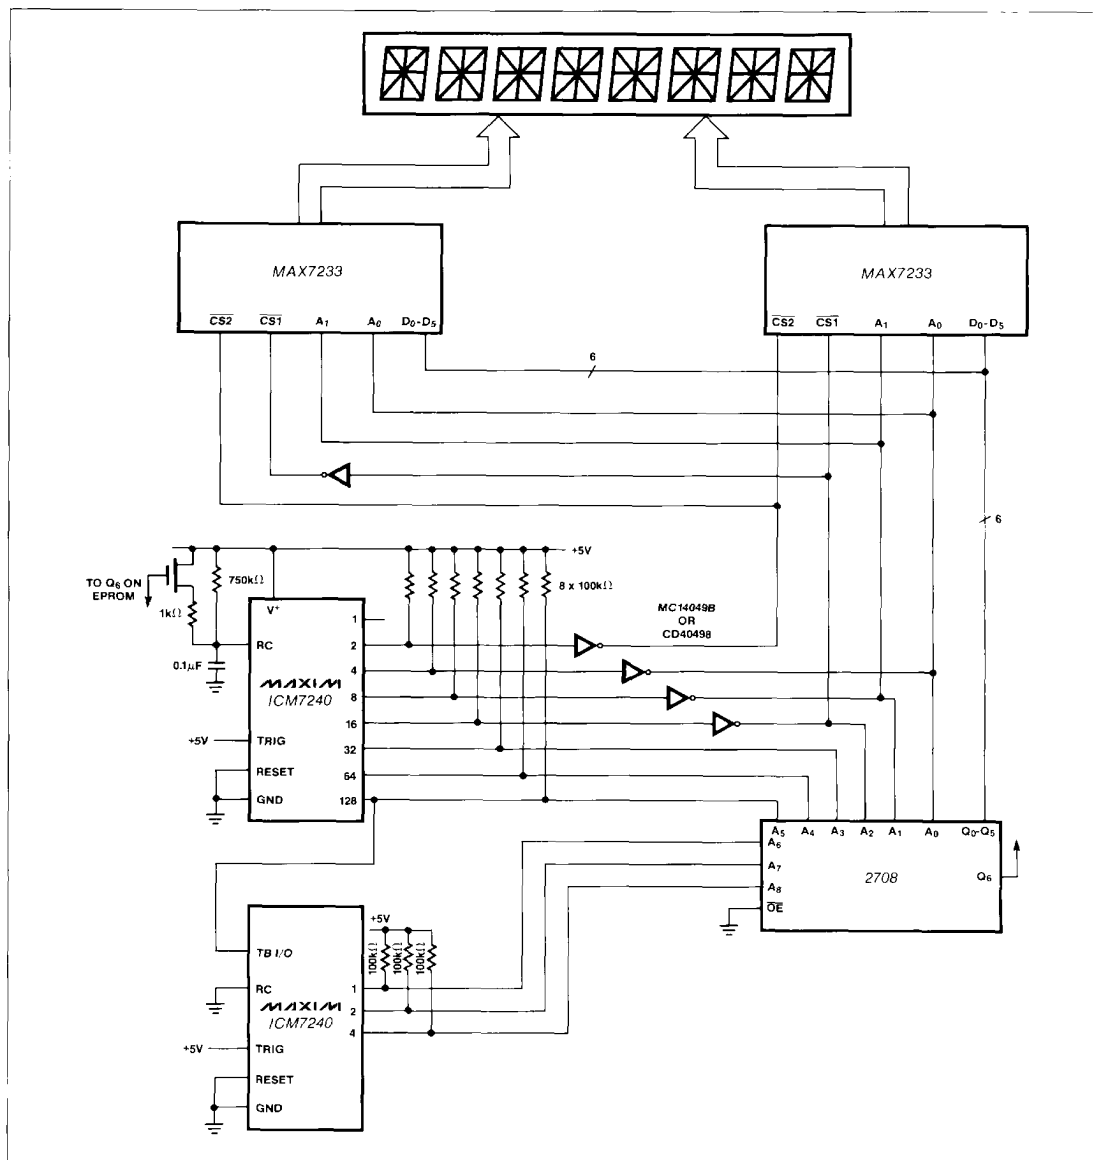 MAX7233
CS2 CS1 A1 A0 D0-D5
MAX7233
CS2 CS1 A1 A0 D0-D5
6
6
+5V
TO Q6 ON
EPROM
750kΩ
1kΩ
0.1μF
8 x 100kΩ
MC14049B
OR
CD40498
V+
RC
MAXIM
ICM7240
TRIG
RESET
GND
+5V
1
2
4
8
16
32
64
128
A5 A4 A3 A2 A1 A0 Q0-Q5
A6
A7
A8
OE
2708
Q6
+5V
100kΩ
100kΩ
100kΩ
TB I/O
RC
MAXIM
ICM7240
TRIG
RESET
GND
+5V
1
2
4